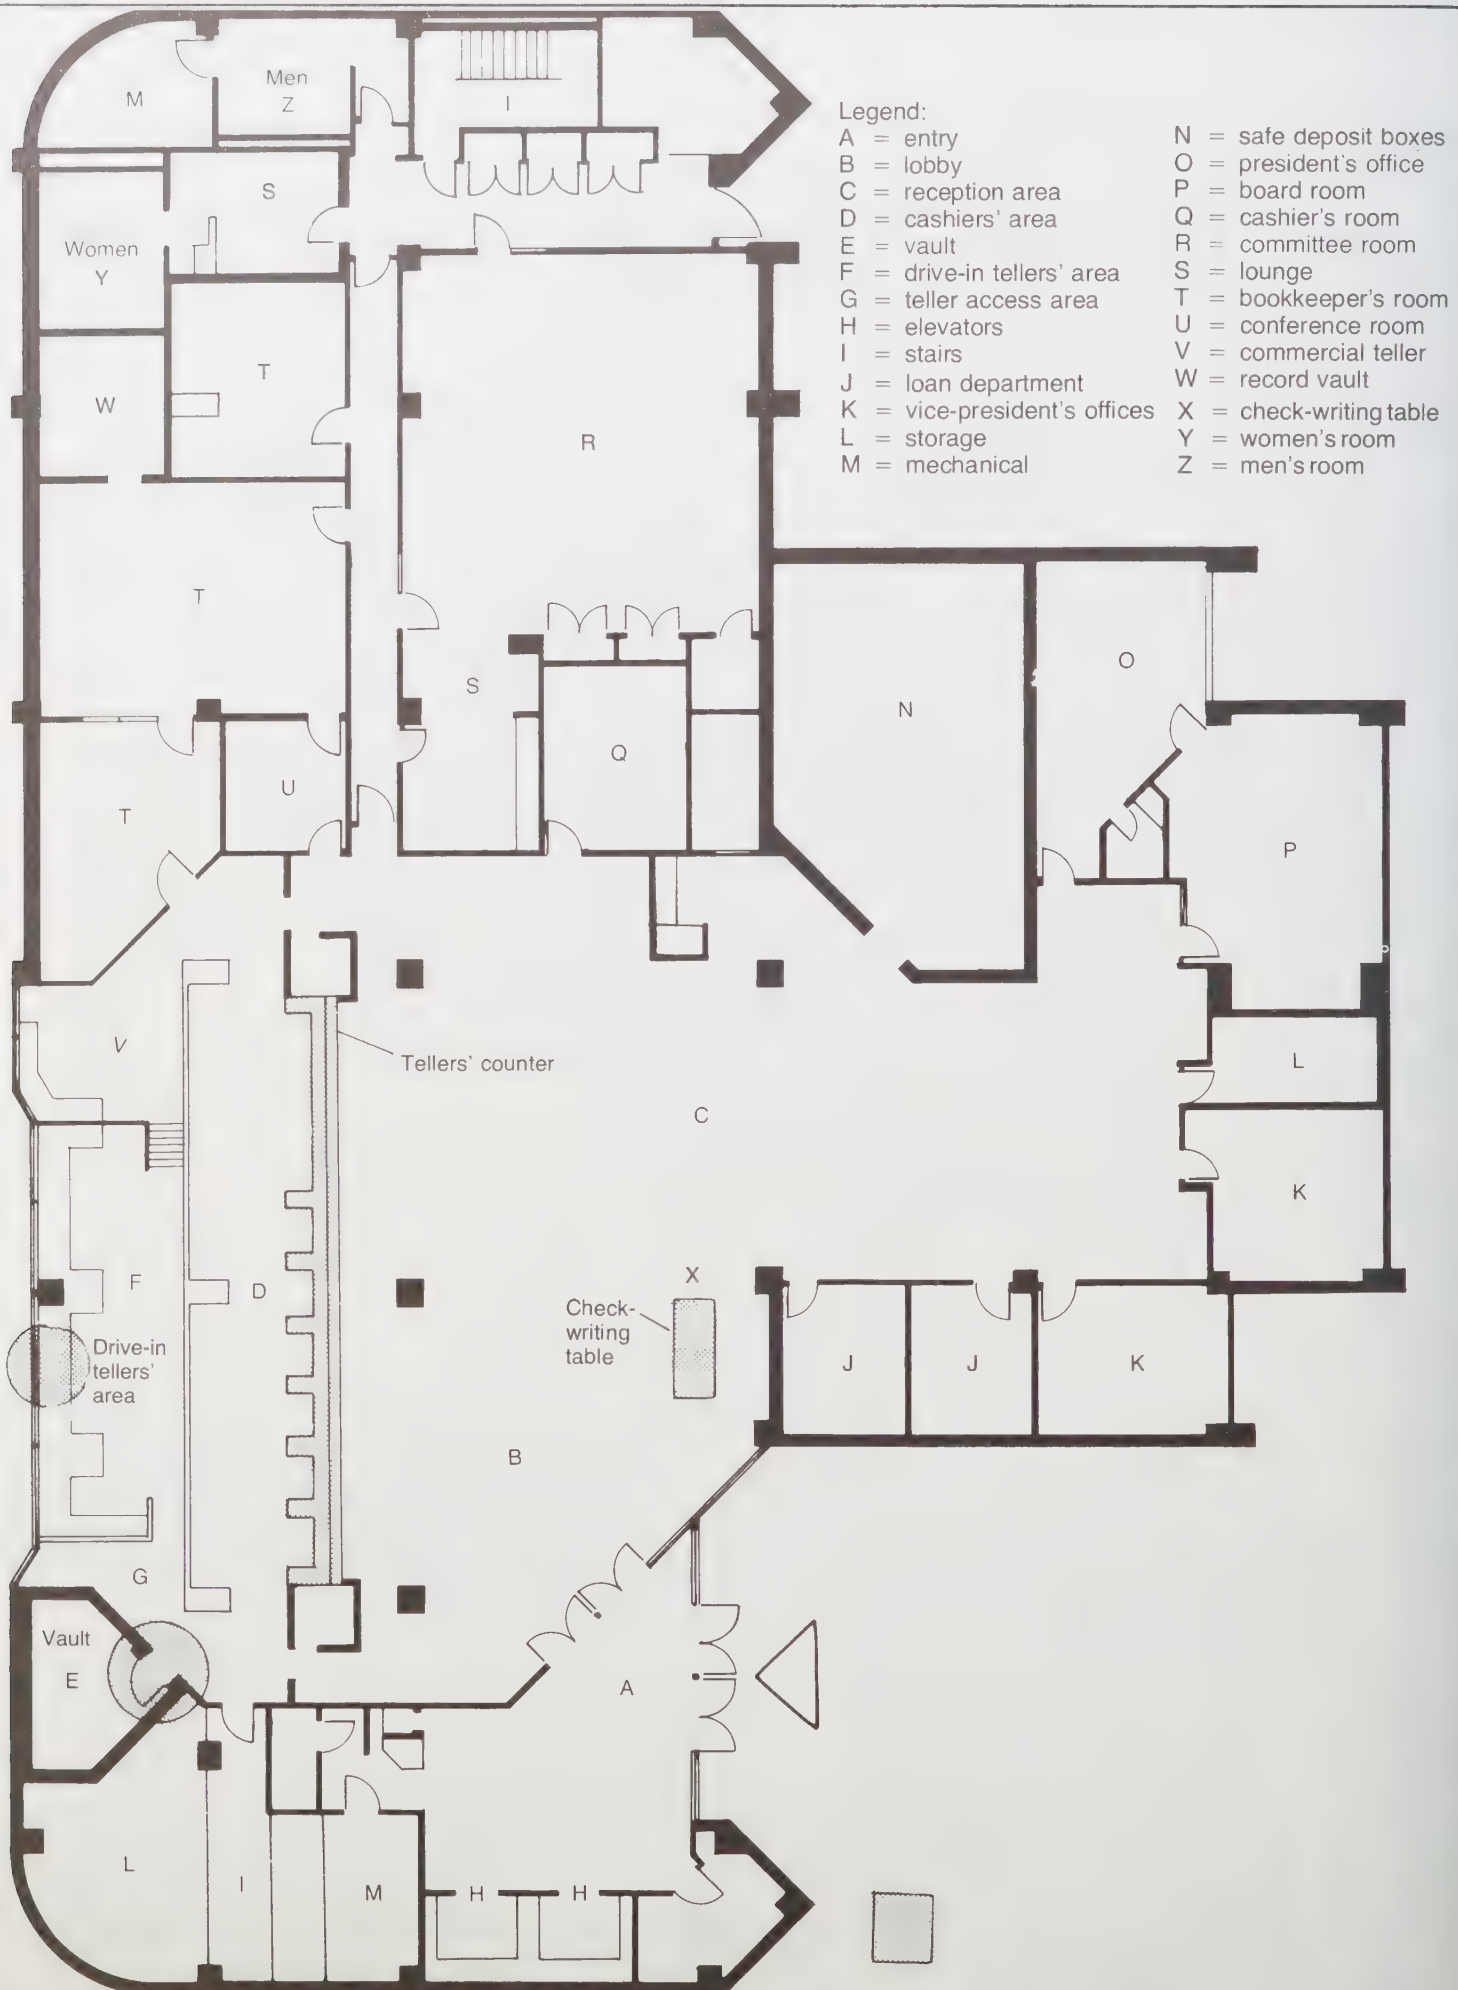 M
Men
Z
I
Legend:
A = entry
B = lobby
C = reception area
D = cashiers' area
E = vault
F = drive-in tellers' area
G = teller access area
H = elevators
I = stairs
J = loan department
K = vice-president's offices
L = storage
M = mechanical
N = safe deposit boxes
O = president's office
P = board room
Q = cashier's room
R = committee room
S = lounge
T = bookkeeper's room
U = conference room
V = commercial teller
W = record vault
X = check-writing table
Y = women's room
Z = men's room
S
Women
Y
T
W
R
T
O
S
N
Q
U
T
P
P
V
Tellers' counter
L
C
K
X
F
D
Check-
writing
table
Drive-in
tellers'
area
J
J
K
B
G
Vault
E
A
L
I
M
H
H